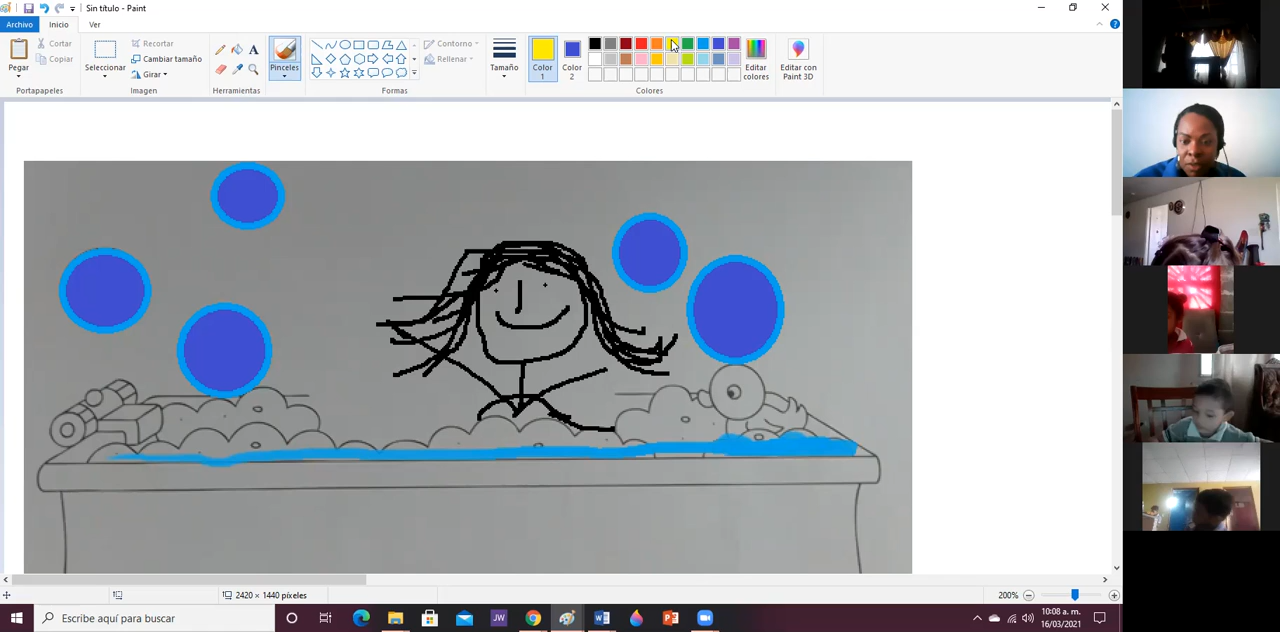 Sin título - Paint
Archivo Inicio Ver
Pegar
Cortar
Copiar
Portapapeles
Seleccionar
Recortar
Cambiar tamaño
Girar
Imagen
A
Herramientas
Pinceles
Contorno
Rellenar
Formas
Tamaño
Color 1
Color 2
Editar colores
Colores
Editar con Paint 3D
2420 × 1440 píxeles
200%
Escribe aquí para buscar
JW
10:08 a. m.
16/03/2021